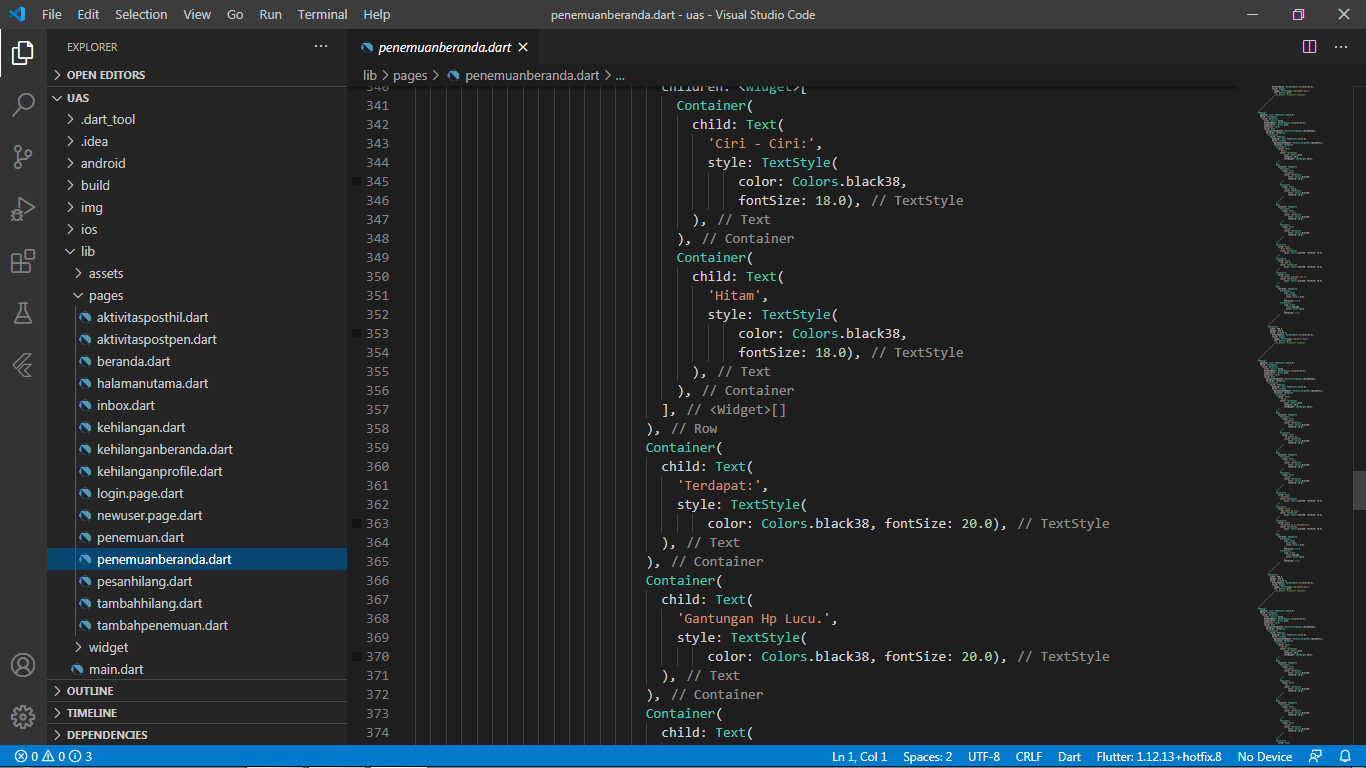 File Edit Selection View Go Run Terminal Help penemuanberanda.dart - uas - Visual Studio Code
EXPLORER
OPEN EDITORS
UAS
.dart_tool
.idea
android
build
img
ios
lib
assets
pages
aktivitasposthil.dart
aktivitaspostpen.dart
beranda.dart
halamanutama.dart
inbox.dart
kehilangan.dart
kehilanganberanda.dart
kehilanganprofile.dart
login.page.dart
newuser.page.dart
penemuan.dart
penemuanberanda.dart
pesanhilang.dart
tambahhilang.dart
tambahpenemuan.dart
widget
main.dart
OUTLINE
TIMELINE
DEPENDENCIES
penemuanberanda.dart
lib > pages > penemuanberanda.dart > ...
340 children: <Widget>[
341 Container(
342 child: Text(
343 'Ciri - Ciri:',
344 style: TextStyle(
345 color: Colors.black38,
346 fontSize: 18.0), // TextStyle
347 ), // Text
348 ), // Container
349 Container(
350 child: Text(
351 'Hitam',
352 style: TextStyle(
353 color: Colors.black38,
354 fontSize: 18.0), // TextStyle
355 ), // Text
356 ), // Container
357 ], // <Widget>[]
358 ), // Row
359 Container(
360 child: Text(
361 'Terdapat:',
362 style: TextStyle(
363 color: Colors.black38, fontSize: 20.0), // TextStyle
364 ), // Text
365 ), // Container
366 Container(
367 child: Text(
368 'Gantungan Hp Lucu.',
369 style: TextStyle(
370 color: Colors.black38, fontSize: 20.0), // TextStyle
371 ), // Text
372 ), // Container
373 Container(
374 child: Text(
0 0 3 Ln 1, Col 1 Spaces: 2 UTF-8 CRLF Dart Flutter: 1.12.13+hotfix.8 No Device